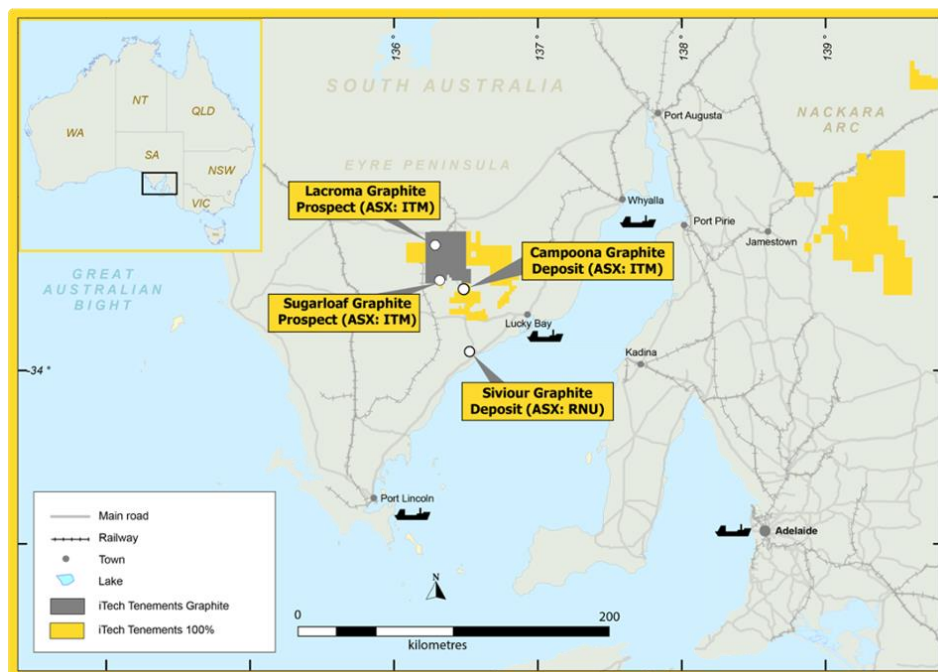 136
137
138
139
NT
QLD
WA
SA
NSW
VIC
SOUTH AUSTRALIA
NACKARA
ARC
Port Augusta
EYRE PENINSULA
Lacroma Graphite
Prospect (ASX: ITM)
Whyalla
Port Pirie
Jamestown
Campoona Graphite
Deposit (ASX: ITM)
GREAT
AUSTRALIAN
BIGHT
Sugarloaf Graphite
Prospect (ASX: ITM)
Lucky Bay
Kadina
-34°
Siviour Graphite
Deposit (ASX: RNU)
Port Lincoln
Adelaide
Main road
Railway
Town
Lake
iTech Tenements Graphite
iTech Tenements 100%
N
0
200
kilometres